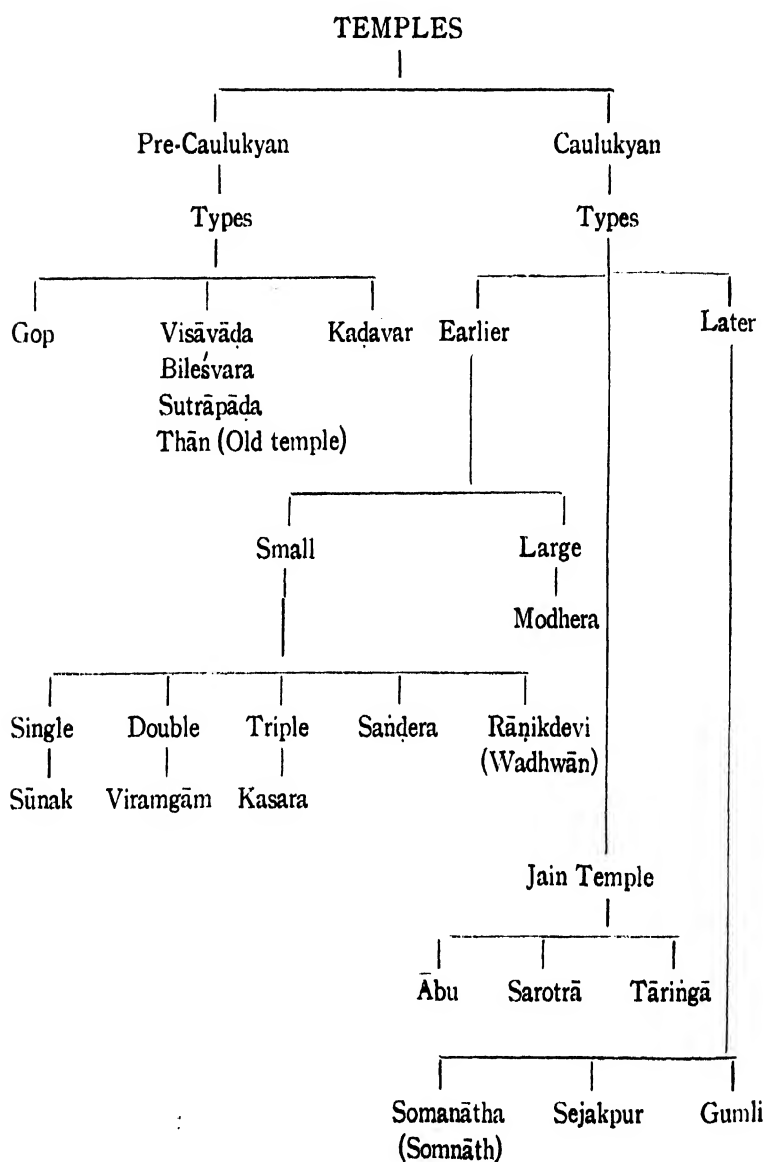 TEMPLES
Pre-Caulukyan Caulukyan
Types Types
Gop Visāvāḍa Kaḍavar Earlier Later
Bileśvara
Sutrāpāḍa
Thān (Old temple)
Small Large
Modhera
Single Double Triple Saṅḍera Rāṇikdevi
(Wadhwān)
Sūnak Viramgām Kasara
Jain Temple
Ābu Sarotrā Tāriṅgā
Somanātha Sejakpur Gumli
(Somnāth)